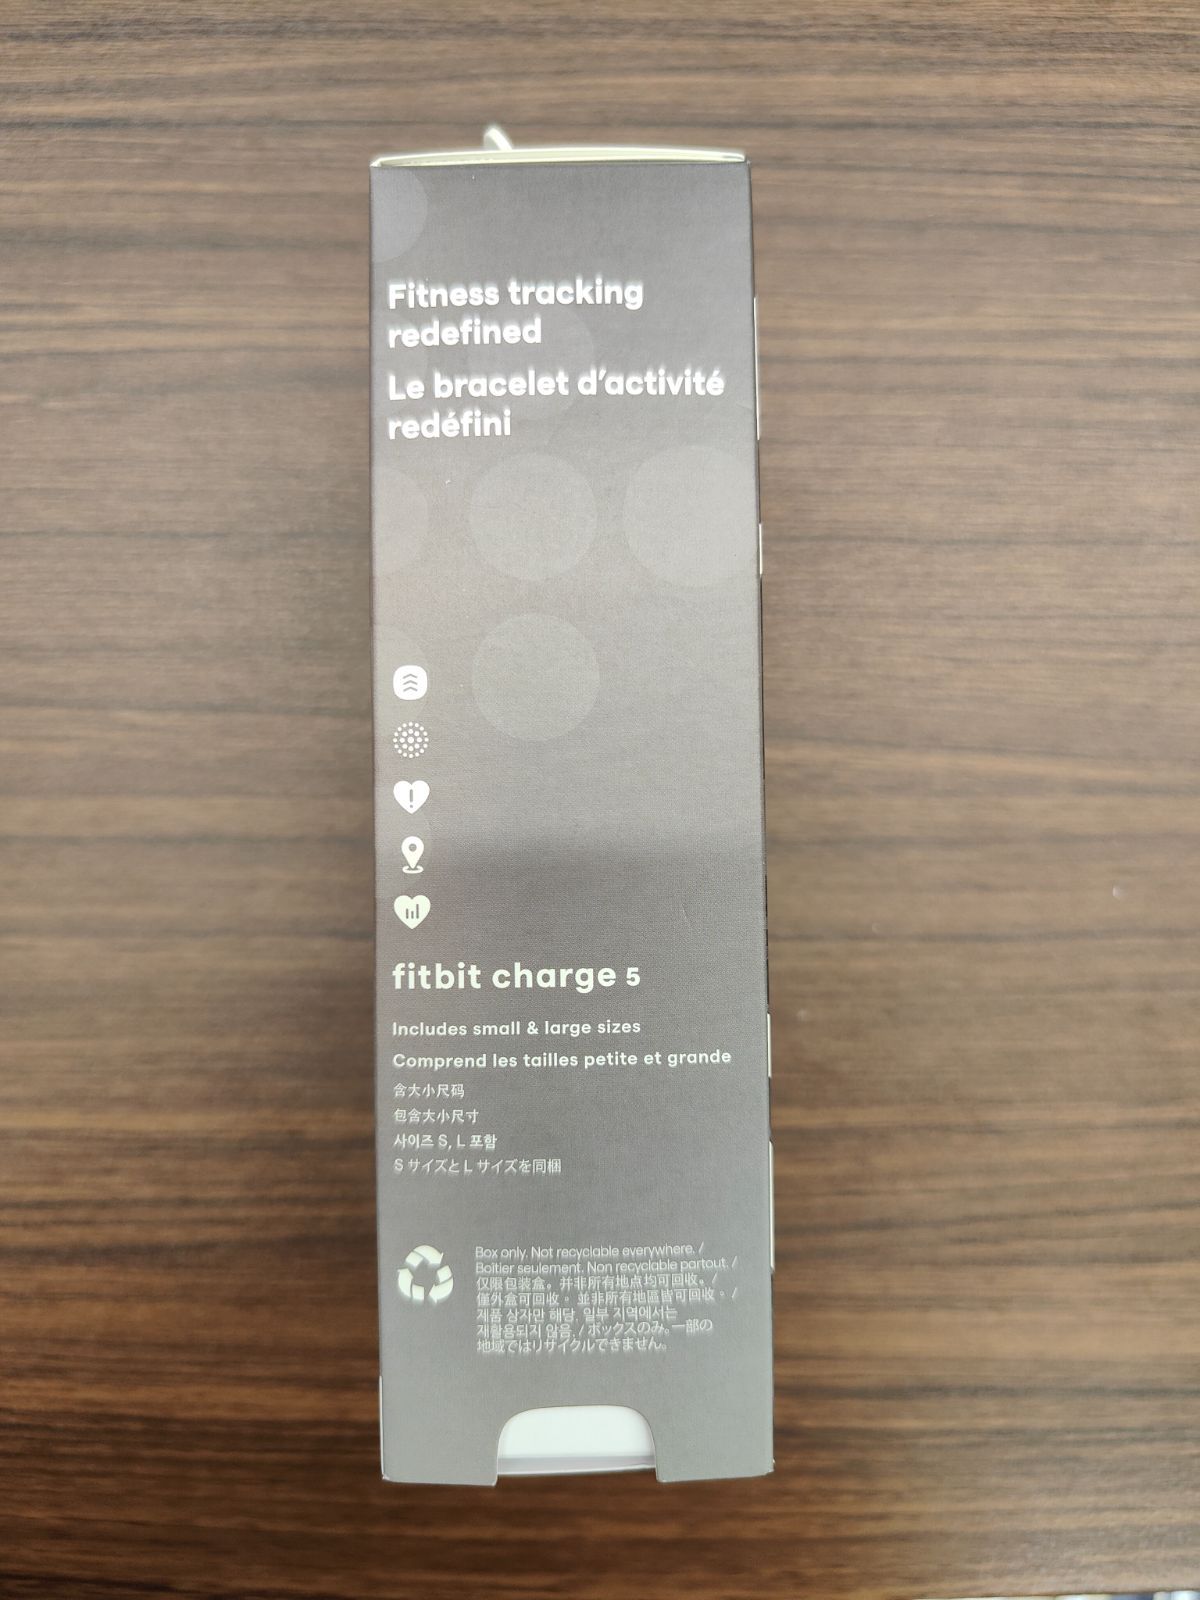 Fitness tracking
redefined
Le bracelet d'activité
redéfini
fitbit charge 5
Includes small & large sizes
Comprend les tailles petite et grande
含大小尺码
包含大小尺寸
사이즈 S, L 포함
S サイズと L サイズを同梱
Box only. Not recyclable everywhere. /
Boîtier seulement. Non recyclable partout. /
仅限包装盒。并非所有地点均可回收。/
僅外盒可回收。 並非所有地區皆可回收。/
제품 상자만 해당. 일부 지역에서는
재활용되지 않음. / ボックスのみ。一部の
地域ではリサイクルできません。